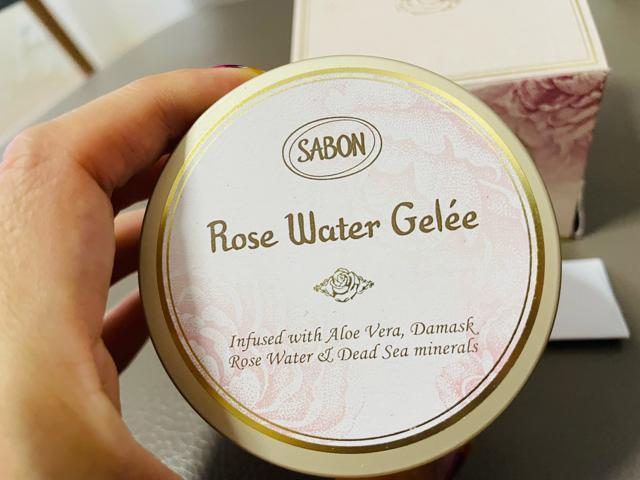 SABON
Rose Water Gelée
Infused with Aloe Vera, Damask
Rose Water & Dead Sea minerals